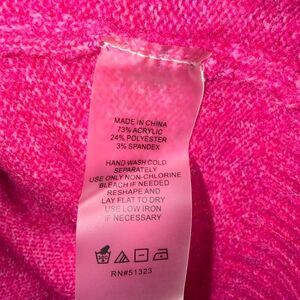 MADE IN CHINA
73% ACRYLIC
24% POLYESTER
3% SPANDEX
HAND WASH COLD
SEPARATELY
USE ONLY NON-CHLORINE
BLEACH IF NEEDED
RESHAPE AND
LAY FLAT TO DRY
USE LOW IRON
IF NECESSARY
RN#51323